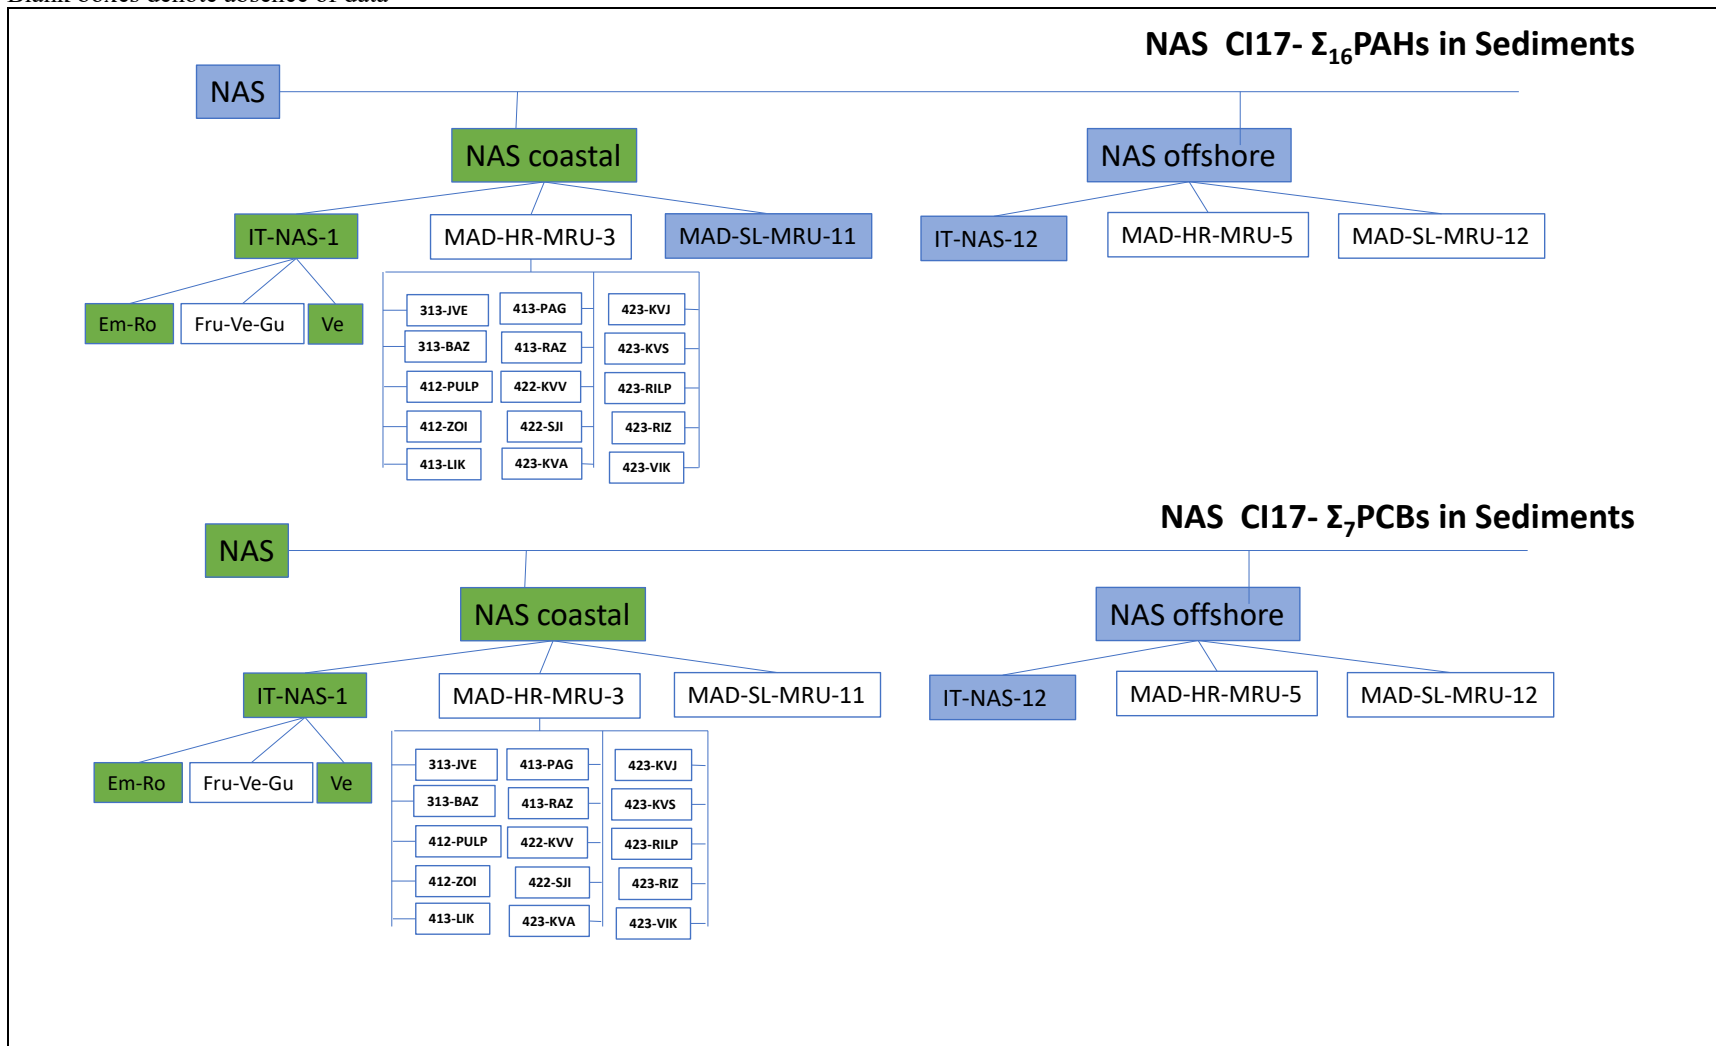 Blank boxes denote absence of data
NAS CI17- Σ16PAHs in Sediments
NAS
NAS coastal
NAS offshore
IT-NAS-1
MAD-HR-MRU-3
MAD-SL-MRU-11
IT-NAS-12
MAD-HR-MRU-5
MAD-SL-MRU-12
Em-Ro
Fru-Ve-Gu
Ve
313-JVE
413-PAG
423-KVJ
313-BAZ
413-RAZ
423-KVS
412-PULP
422-KVV
423-RILP
412-ZOI
422-SJI
423-RIZ
413-LIK
423-KVA
423-VIK
NAS CI17- Σ7PCBs in Sediments
NAS
NAS coastal
NAS offshore
IT-NAS-1
MAD-HR-MRU-3
MAD-SL-MRU-11
IT-NAS-12
MAD-HR-MRU-5
MAD-SL-MRU-12
Em-Ro
Fru-Ve-Gu
Ve
313-JVE
413-PAG
423-KVJ
313-BAZ
413-RAZ
423-KVS
412-PULP
422-KVV
423-RILP
412-ZOI
422-SJI
423-RIZ
413-LIK
423-KVA
423-VIK